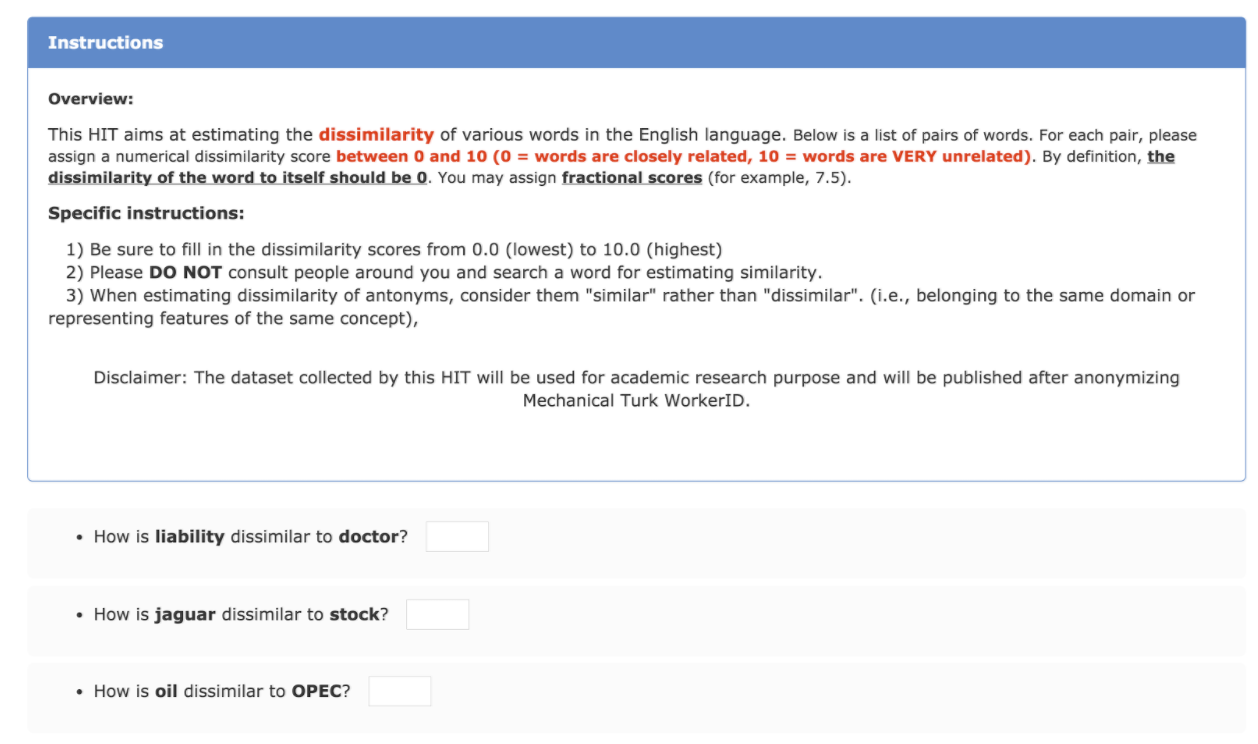 Instructions
Overview:
This HIT aims at estimating the dissimilarity of various words in the English language. Below is a list of pairs of words. For each pair, please
assign a numerical dissimilarity score between 0 and 10 (0 = words are closely related, 10 = words are VERY unrelated). By definition, the
dissimilarity of the word to itself should be 0. You may assign fractional scores (for example, 7.5).
Specific instructions:
1) Be sure to fill in the dissimilarity scores from 0.0 (lowest) to 10.0 (highest)
2) Please DO NOT consult people around you and search a word for estimating similarity.
3) When estimating dissimilarity of antonyms, consider them "similar" rather than "dissimilar". (i.e., belonging to the same domain or
representing features of the same concept),
Disclaimer: The dataset collected by this HIT will be used for academic research purpose and will be published after anonymizing
Mechanical Turk WorkerID.
• How is liability dissimilar to doctor?
• How is jaguar dissimilar to stock?
• How is oil dissimilar to OPEC?